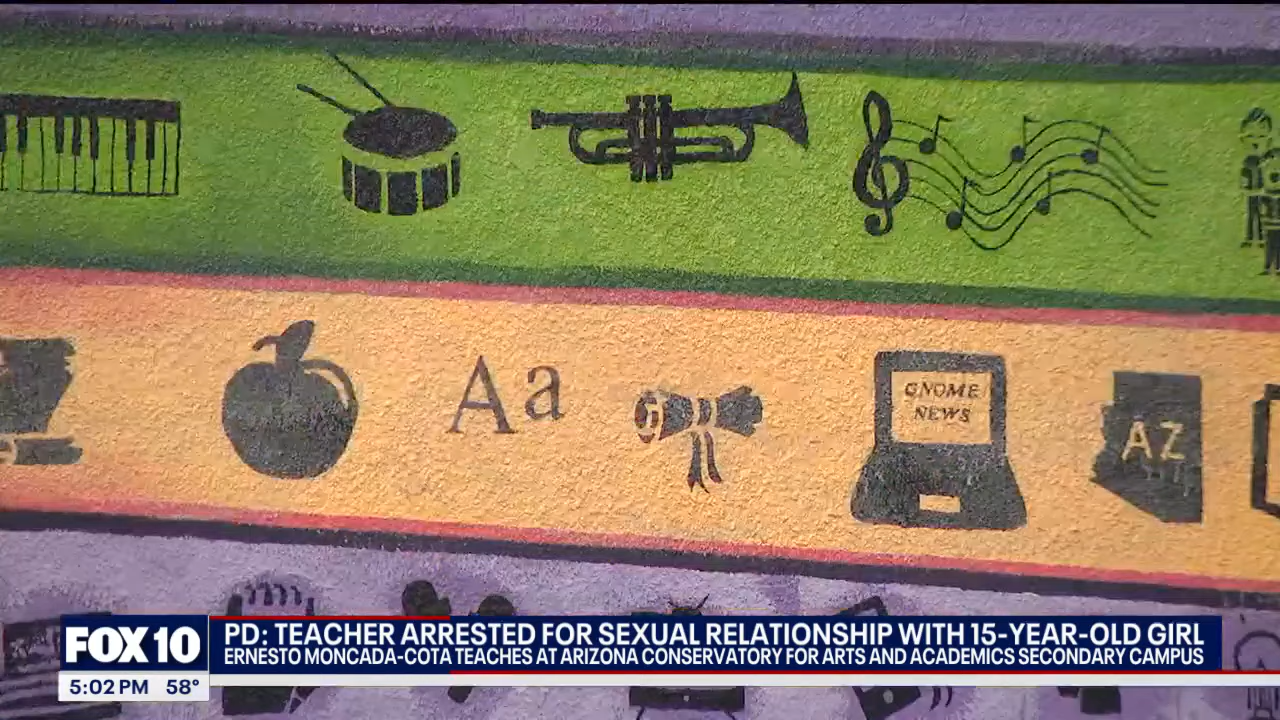 Aa
GNOME
NEWS
AZ
FOX 10
PD: TEACHER ARRESTED FOR SEXUAL RELATIONSHIP WITH 15-YEAR-OLD GIRL
ERNESTO MONCADA-COTA TEACHES AT ARIZONA CONSERVATORY FOR ARTS AND ACADEMICS SECONDARY CAMPUS
5:02 PM 58°